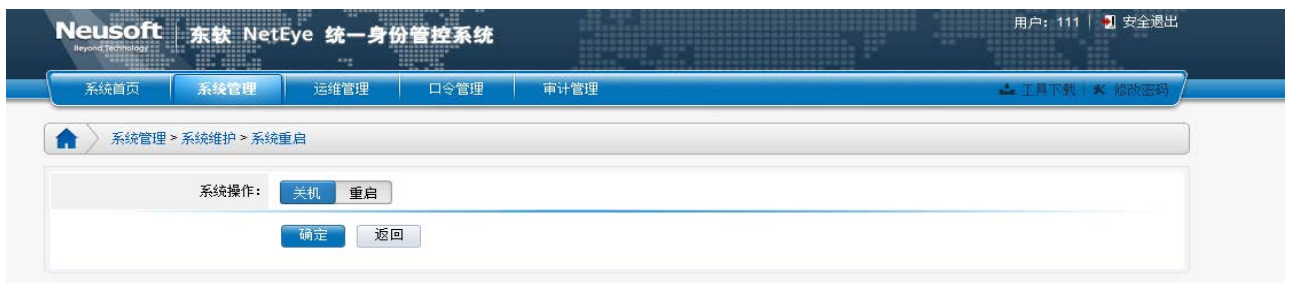 Neusoft 东软 NetEye 统一身份管控系统 用户: 111 安全退出
Beyond Technology
系统首页 系统管理 运维管理 口令管理 审计管理 工具下载 修改密码
系统管理 > 系统维护 > 系统重启
系统操作: 关机 重启
确定 返回